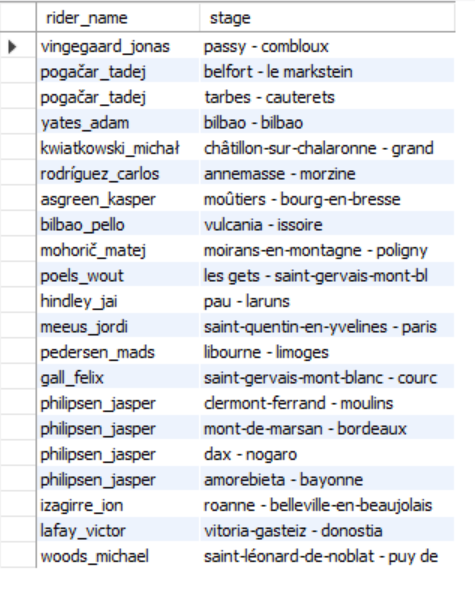 rider_name stage
vingegaard_jonas passy - combloux
pogačar_tadej belfort - le markstein
pogačar_tadej tarbes - cauterets
yates_adam bilbao - bilbao
kwiatkowski_michał châtillon-sur-chalaronne - grand
rodríguez_carlos annemasse - morzine
asgreen_kasper moûtiers - bourg-en-bresse
bilbao_pello vulcania - issoire
mohorič_matej moirans-en-montagne - poligny
poels_wout les gets - saint-gervais-mont-bl
hindley_jai pau - laruns
meeus_jordi saint-quentin-en-yvelines - paris
pedersen_mads libourne - limoges
gall_felix saint-gervais-mont-blanc - courc
philipsen_jasper clermont-ferrand - moulins
philipsen_jasper mont-de-marsan - bordeaux
philipsen_jasper dax - nogaro
philipsen_jasper amorebieta - bayonne
izagirre_ion roanne - belleville-en-beaujolais
lafay_victor vitoria-gasteiz - donostia
woods_michael saint-léonard-de-noblat - puy de